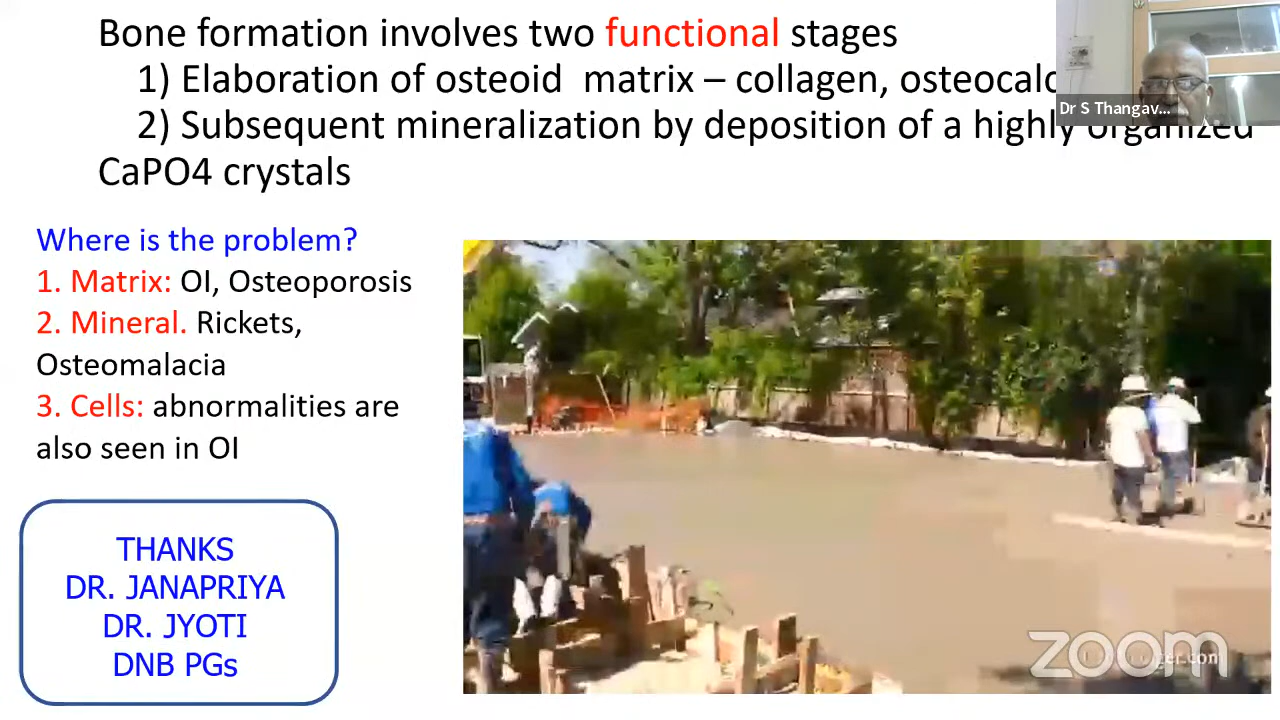 Bone formation involves two functional stages
1) Elaboration of osteoid matrix – collagen, osteocalc
2) Subsequent mineralization by deposition of a highly organized
CaPO4 crystals
Dr S Thangav...
Where is the problem?
1. Matrix: OI, Osteoporosis
2. Mineral. Rickets,
Osteomalacia
3. Cells: abnormalities are
also seen in OI
THANKS
DR. JANAPRIYA
DR. JYOTI
DNB PGs
zoom